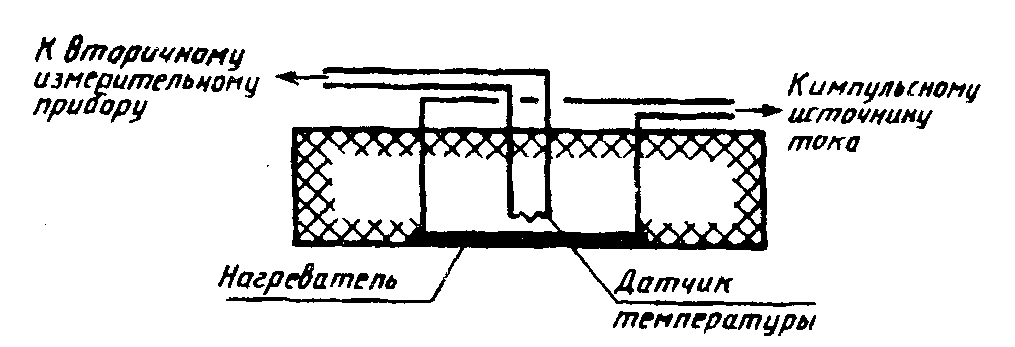 К вторичному
измерительному
прибору
К импульсному
источнику
тока
Нагреватель
Датчик
температуры